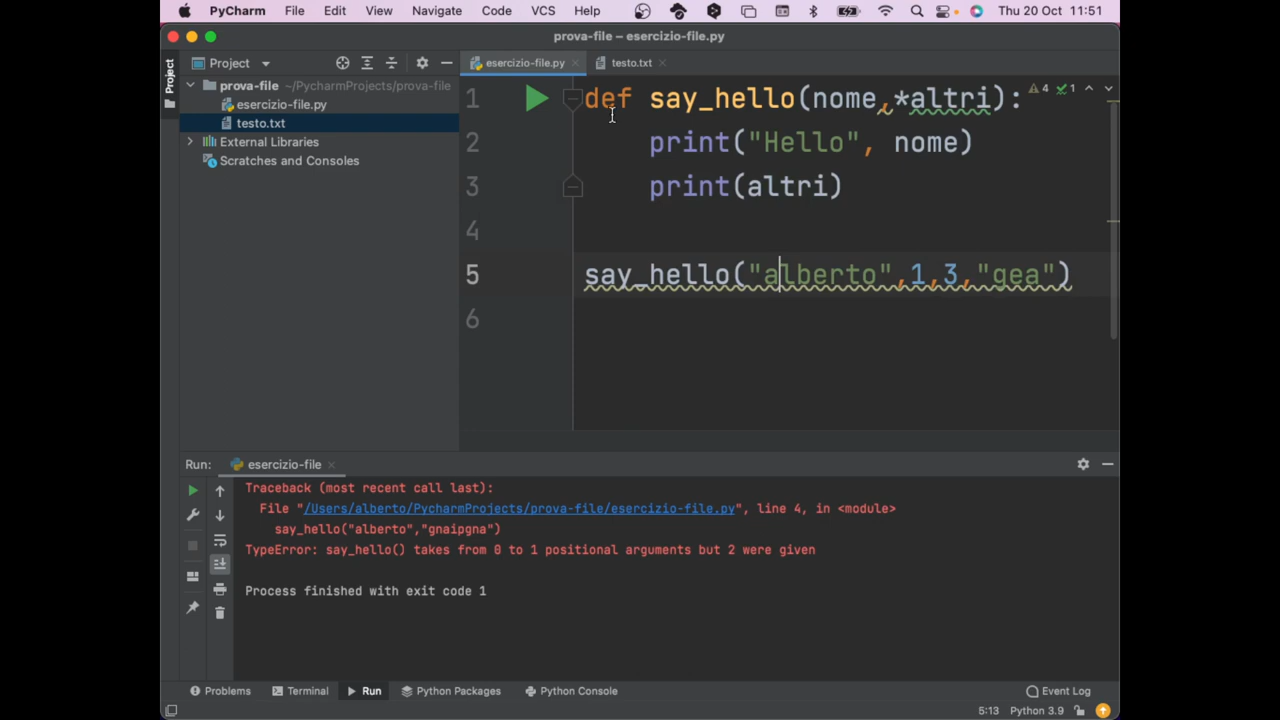 PyCharm File Edit View Navigate Code VCS Help Thu 20 Oct 11:51
prova-file – esercizio-file.py
Project
Project
esercizio-file.py
testo.txt
prova-file ~/PycharmProjects/prova-file
esercizio-file.py
testo.txt
External Libraries
Scratches and Consoles
4 1
1 def say_hello(nome,*altri):
2 print("Hello", nome)
3 print(altri)
4
5 say_hello("alberto",1,3,"gea")
6
Run: esercizio-file
Traceback (most recent call last):
File "/Users/alberto/PycharmProjects/prova-file/esercizio-file.py", line 4, in <module>
say_hello("alberto","gnaipgna")
TypeError: say_hello() takes from 0 to 1 positional arguments but 2 were given
Process finished with exit code 1
Problems Terminal Run Python Packages Python Console Event Log
5:13 Python 3.9